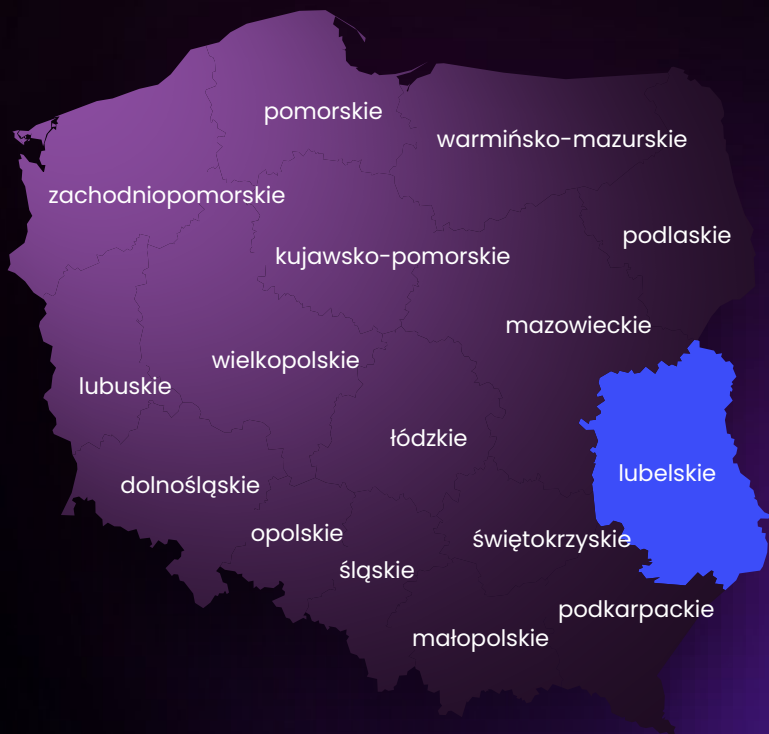 pomorskie
warmińsko-mazurskie
zachodniopomorskie
podlaskie
kujawsko-pomorskie
mazowieckie
wielkopolskie
lubuskie
łódzkie
lubelskie
dolnośląskie
opolskie
świętokrzyskie
śląskie
podkarpackie
małopolskie